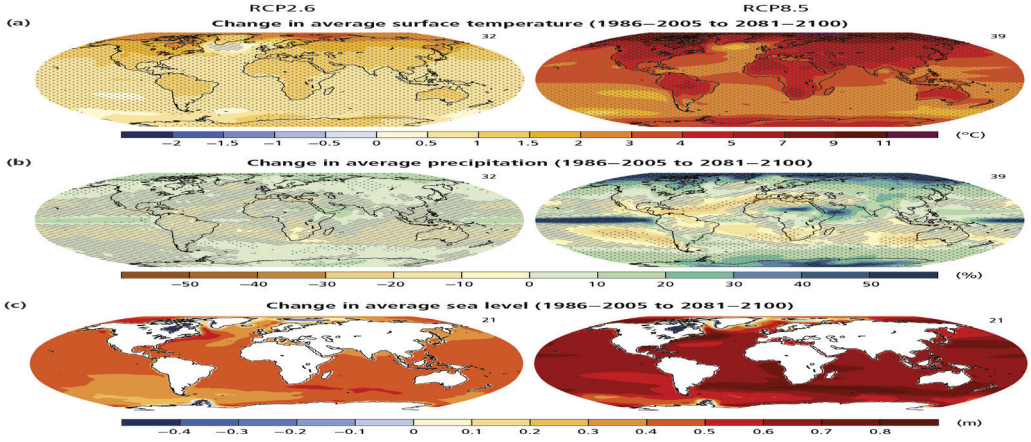 RCP2.6 RCP8.5
(a) Change in average surface temperature (1986−2005 to 2081−2100)
32 39
−2 −1.5 −1 −0.5 0 0.5 1 1.5 2 3 4 5 7 9 11 (°C)
(b) Change in average precipitation (1986−2005 to 2081−2100)
32 39
−50 −40 −30 −20 −10 0 10 20 30 40 50 (%)
(c) Change in average sea level (1986−2005 to 2081−2100)
21 21
−0.4 −0.3 −0.2 −0.1 0 0.1 0.2 0.3 0.4 0.5 0.6 0.7 0.8 (m)